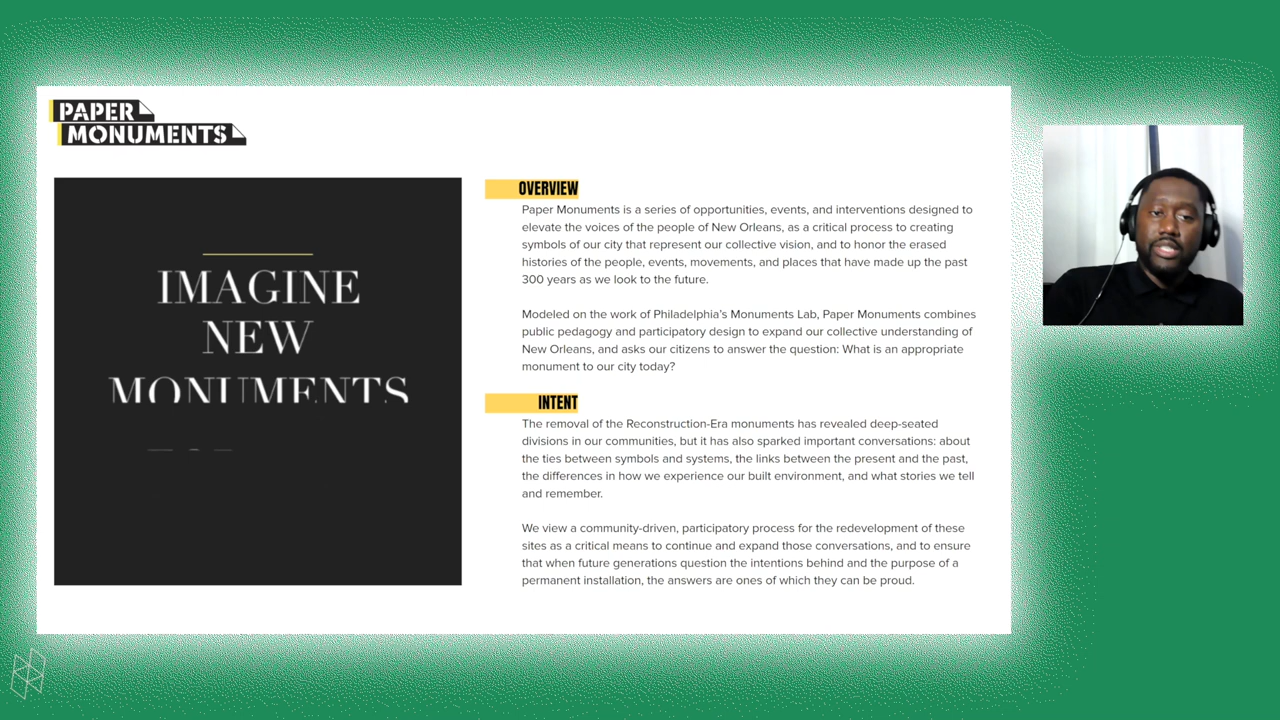 PAPER
MONUMENTS
IMAGINE
NEW
MONUMENTS
OVERVIEW
Paper Monuments is a series of opportunities, events, and interventions designed to
elevate the voices of the people of New Orleans, as a critical process to creating
symbols of our city that represent our collective vision, and to honor the erased
histories of the people, events, movements, and places that have made up the past
300 years as we look to the future.
Modeled on the work of Philadelphia’s Monuments Lab, Paper Monuments combines
public pedagogy and participatory design to expand our collective understanding of
New Orleans, and asks our citizens to answer the question: What is an appropriate
monument to our city today?
INTENT
The removal of the Reconstruction-Era monuments has revealed deep-seated
divisions in our communities, but it has also sparked important conversations: about
the ties between symbols and systems, the links between the present and the past,
the differences in how we experience our built environment, and what stories we tell
and remember.
We view a community-driven, participatory process for the redevelopment of these
sites as a critical means to continue and expand those conversations, and to ensure
that when future generations question the intentions behind and the purpose of a
permanent installation, the answers are ones of which they can be proud.